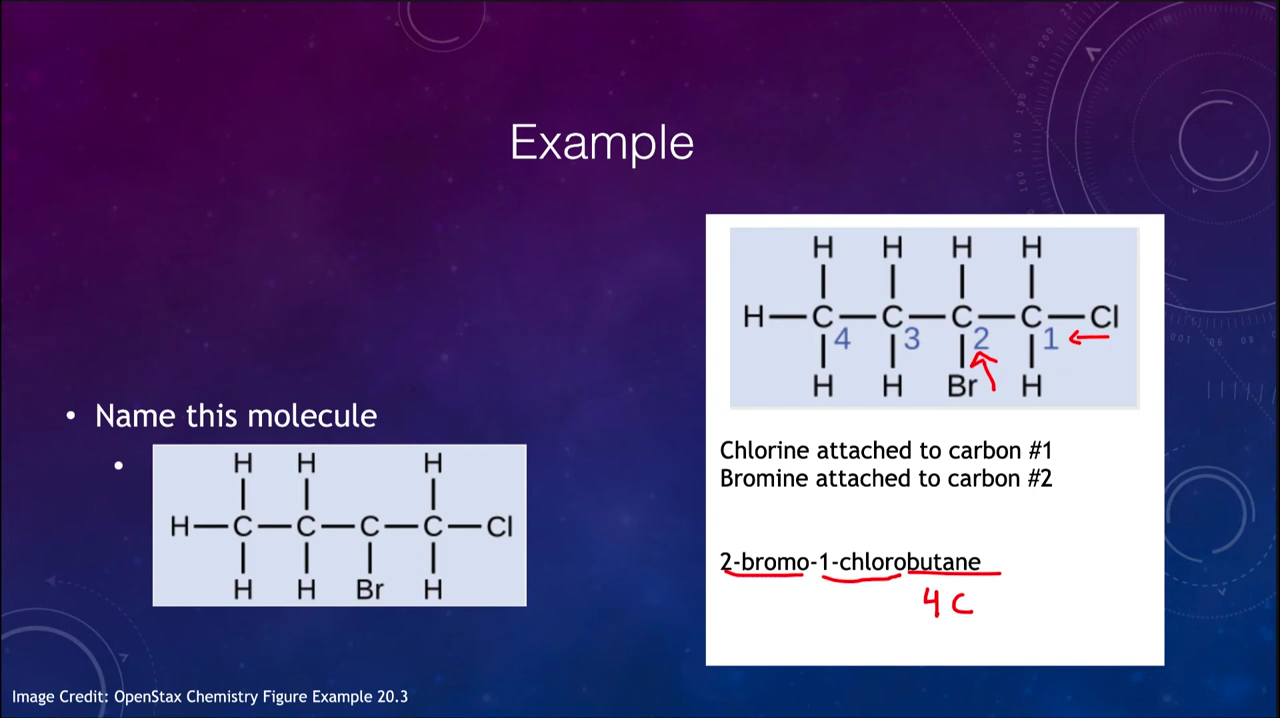 Example
• Name this molecule
•
H H H
H—C—C—C—C—Cl
H H Br H
H H H H
H—C—C—C—C—Cl
4 3 2 1
H H Br H
Chlorine attached to carbon #1
Bromine attached to carbon #2
2-bromo-1-chlorobutane
4 C
Image Credit: OpenStax Chemistry Figure Example 20.3